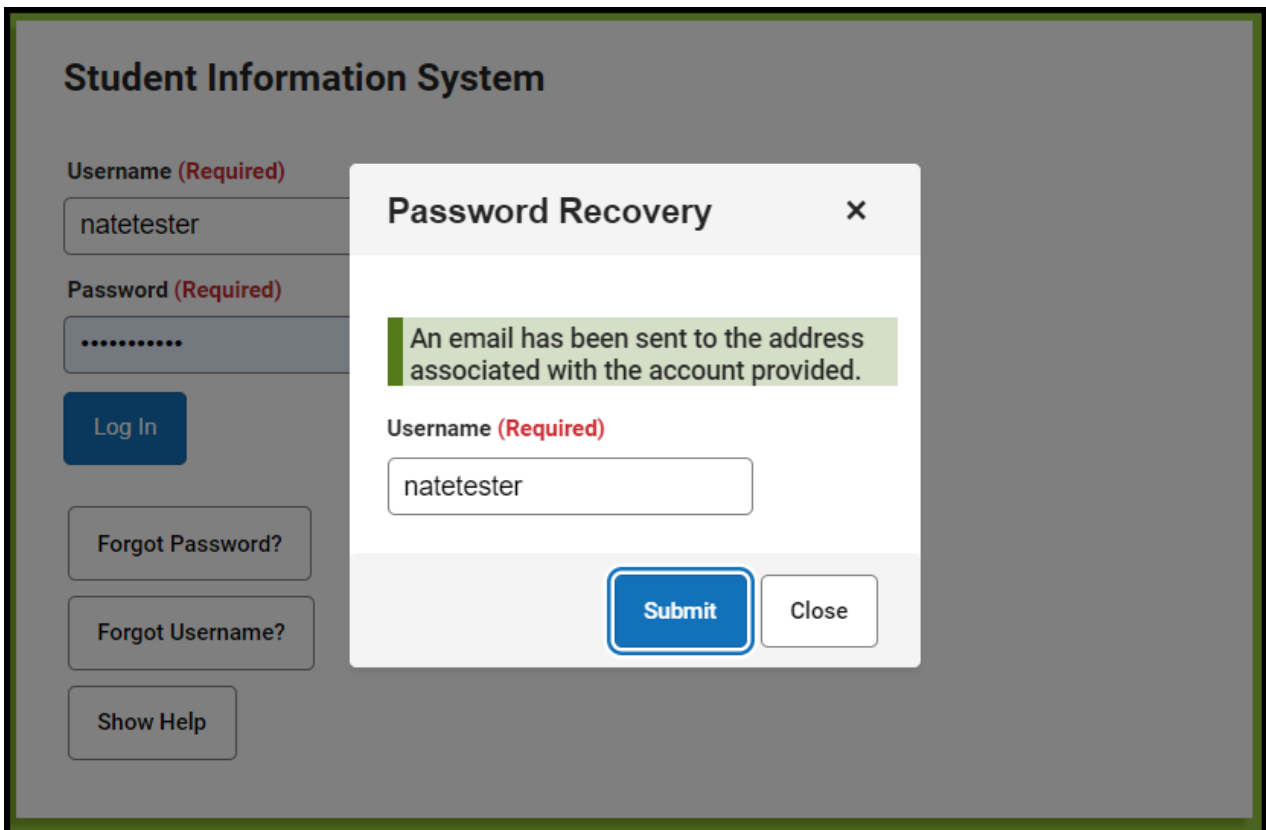 Student Information System
Username (Required)
natetester
Password (Required)
•••••••••••
Log In
Forgot Password?
Forgot Username?
Show Help
Password Recovery ×
An email has been sent to the address
associated with the account provided.
Username (Required)
natetester
Submit Close